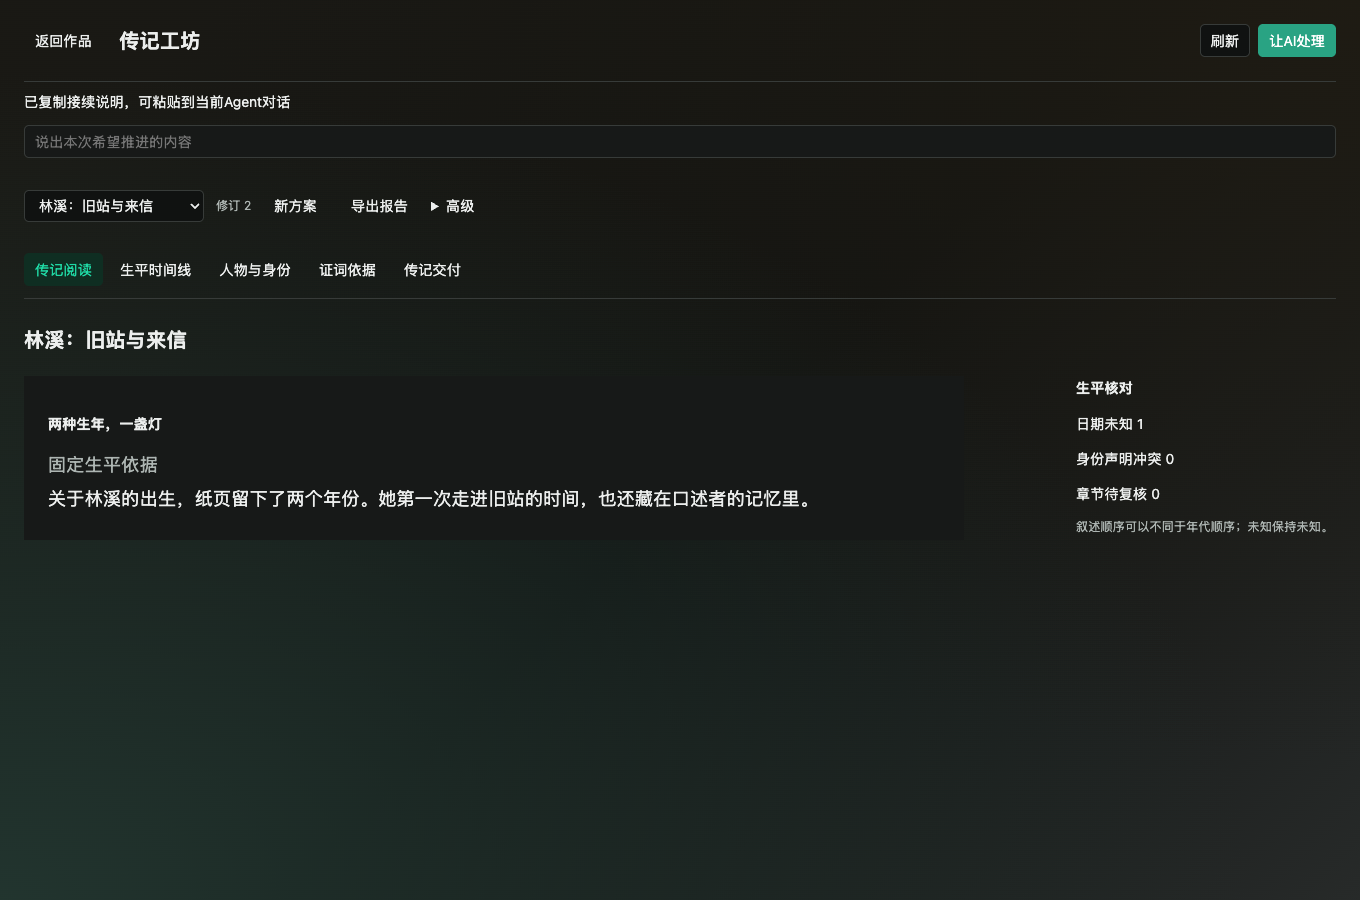 返回作品
传记工坊
刷新
让AI处理
已复制接续说明，可粘贴到当前Agent对话
说出本次希望推进的内容
林溪：旧站与来信
修订 2
新方案
导出报告
▶ 高级
传记阅读
生平时间线
人物与身份
证词依据
传记交付
林溪：旧站与来信
两种生年，一盏灯
固定生平依据
关于林溪的出生，纸页留下了两个年份。她第一次走进旧站的时间，也还藏在口述者的记忆里。
生平核对
日期未知 1
身份声明冲突 0
章节待复核 0
叙述顺序可以不同于年代顺序；未知保持未知。